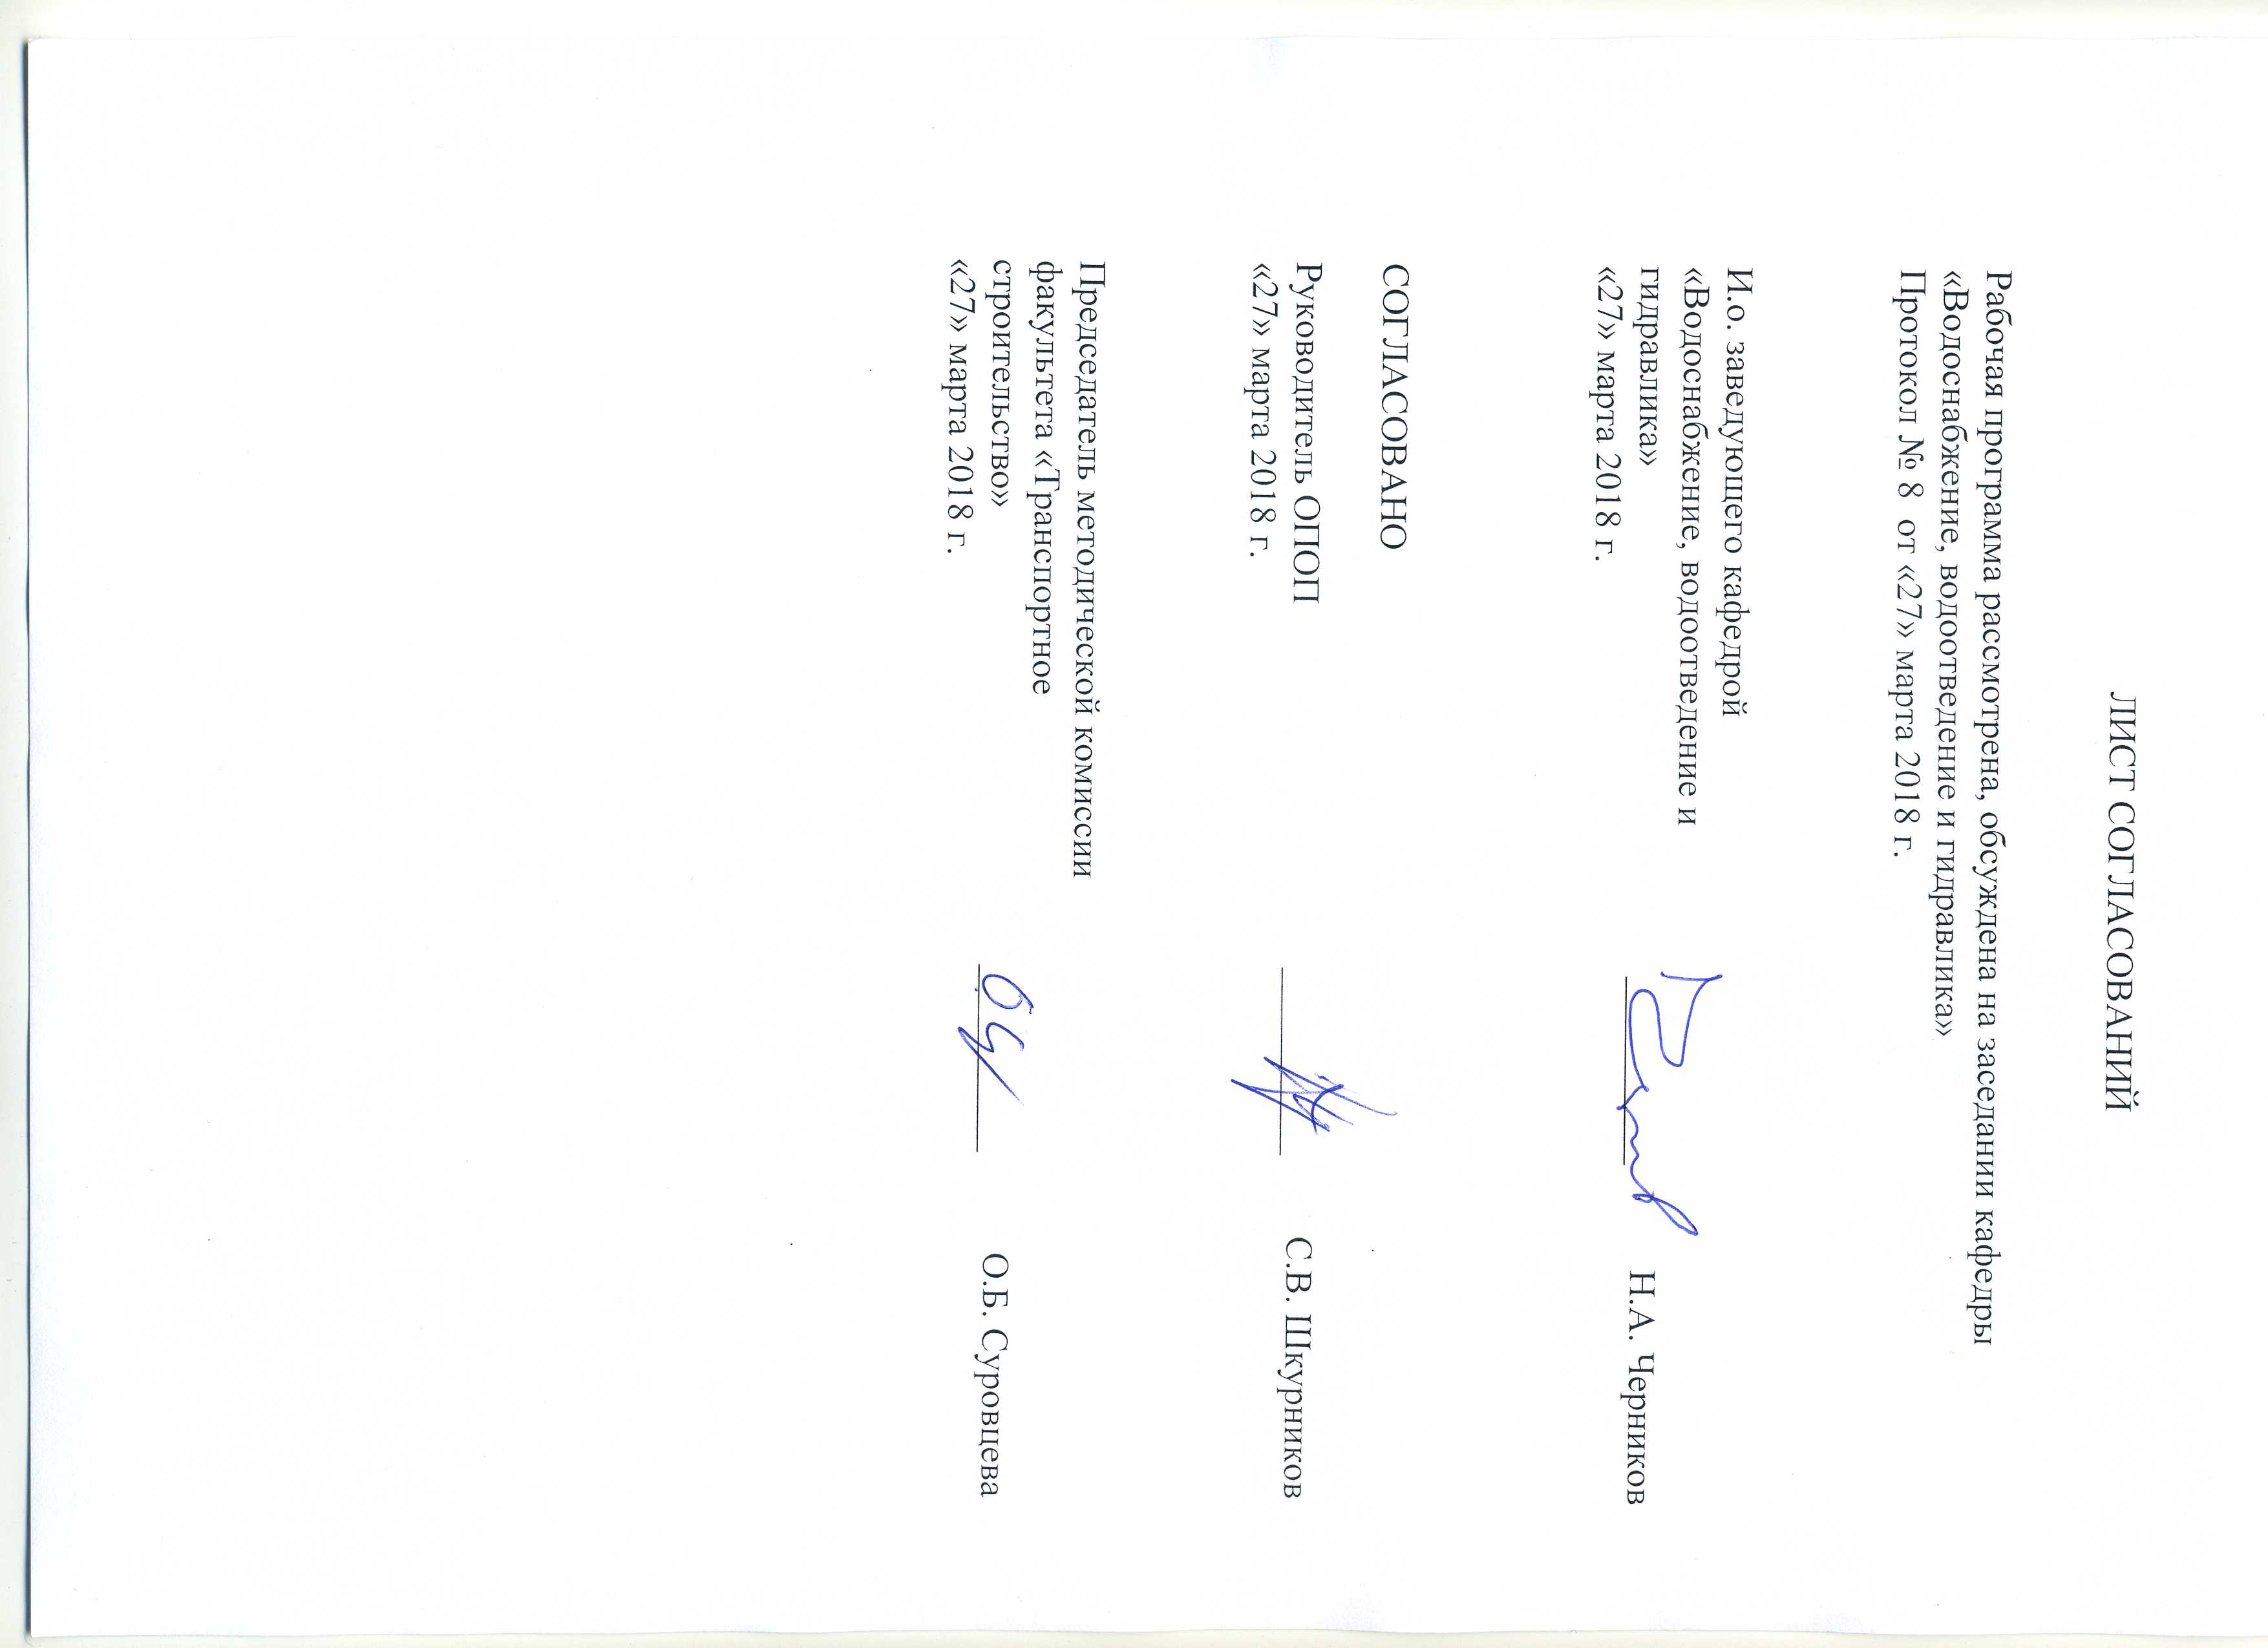 ЛИСТ СОГЛАСОВАНИЙ
Рабочая программа рассмотрена, обсуждена на заседании кафедры
«Водоснабжение, водоотведение и гидравлика»
Протокол № 8 от «27» марта 2018 г.
И.о. заведующего кафедрой
«Водоснабжение, водоотведение и
гидравлика» Н.А. Черников
«27» марта 2018 г.
СОГЛАСОВАНО
Руководитель ОПОП С.В. Шкурников
«27» марта 2018 г.
Председатель методической комиссии
факультета «Транспортное
строительство» О.Б. Суровцева
«27» марта 2018 г.